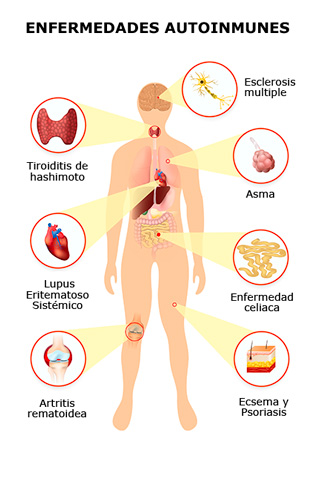 ENFERMEDADES AUTOINMUNES
Esclerosis
multiple
Tiroiditis de
hashimoto
Asma
Lupus
Eritematoso
Sistémico
Enfermedad
celiaca
Artritis
rematoidea
Ecsema y
Psoriasis